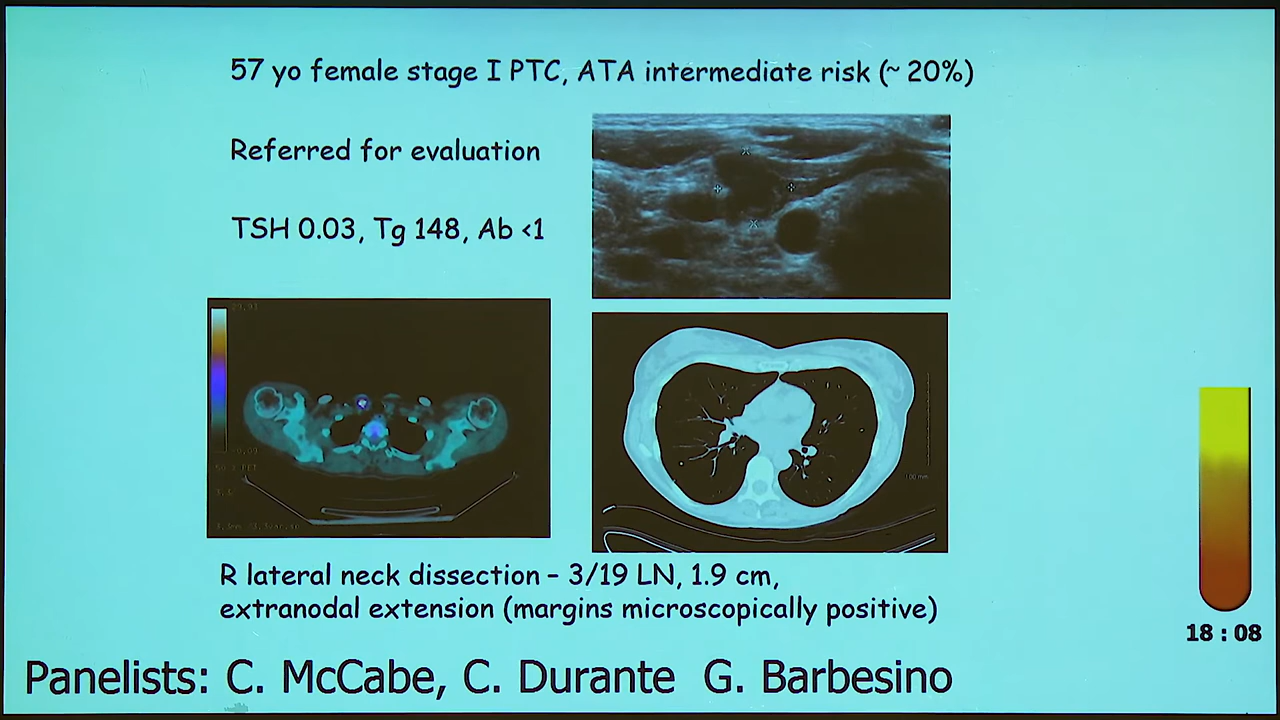 57 yo female stage I PTC, ATA intermediate risk (~ 20%)
Referred for evaluation
TSH 0.03, Tg 148, Ab <1
R lateral neck dissection – 3/19 LN, 1.9 cm,
extranodal extension (margins microscopically positive)
18 : 08
Panelists: C. McCabe, C. Durante G. Barbesino